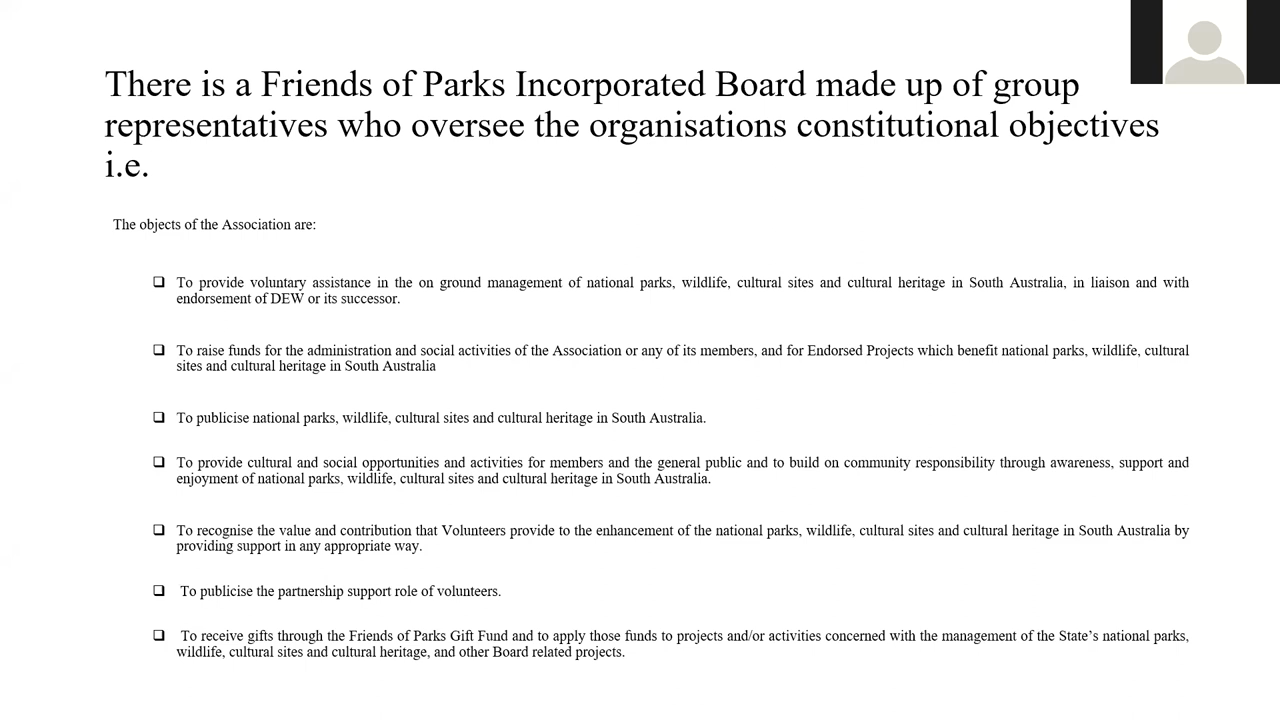 There is a Friends of Parks Incorporated Board made up of group
representatives who oversee the organisations constitutional objectives
i.e.
The objects of the Association are:
❑ To provide voluntary assistance in the on ground management of national parks, wildlife, cultural sites and cultural heritage in South Australia, in liaison and with
endorsement of DEW or its successor.
❑ To raise funds for the administration and social activities of the Association or any of its members, and for Endorsed Projects which benefit national parks, wildlife, cultural
sites and cultural heritage in South Australia
❑ To publicise national parks, wildlife, cultural sites and cultural heritage in South Australia.
❑ To provide cultural and social opportunities and activities for members and the general public and to build on community responsibility through awareness, support and
enjoyment of national parks, wildlife, cultural sites and cultural heritage in South Australia.
❑ To recognise the value and contribution that Volunteers provide to the enhancement of the national parks, wildlife, cultural sites and cultural heritage in South Australia by
providing support in any appropriate way.
❑ To publicise the partnership support role of volunteers.
❑ To receive gifts through the Friends of Parks Gift Fund and to apply those funds to projects and/or activities concerned with the management of the State’s national parks,
wildlife, cultural sites and cultural heritage, and other Board related projects.